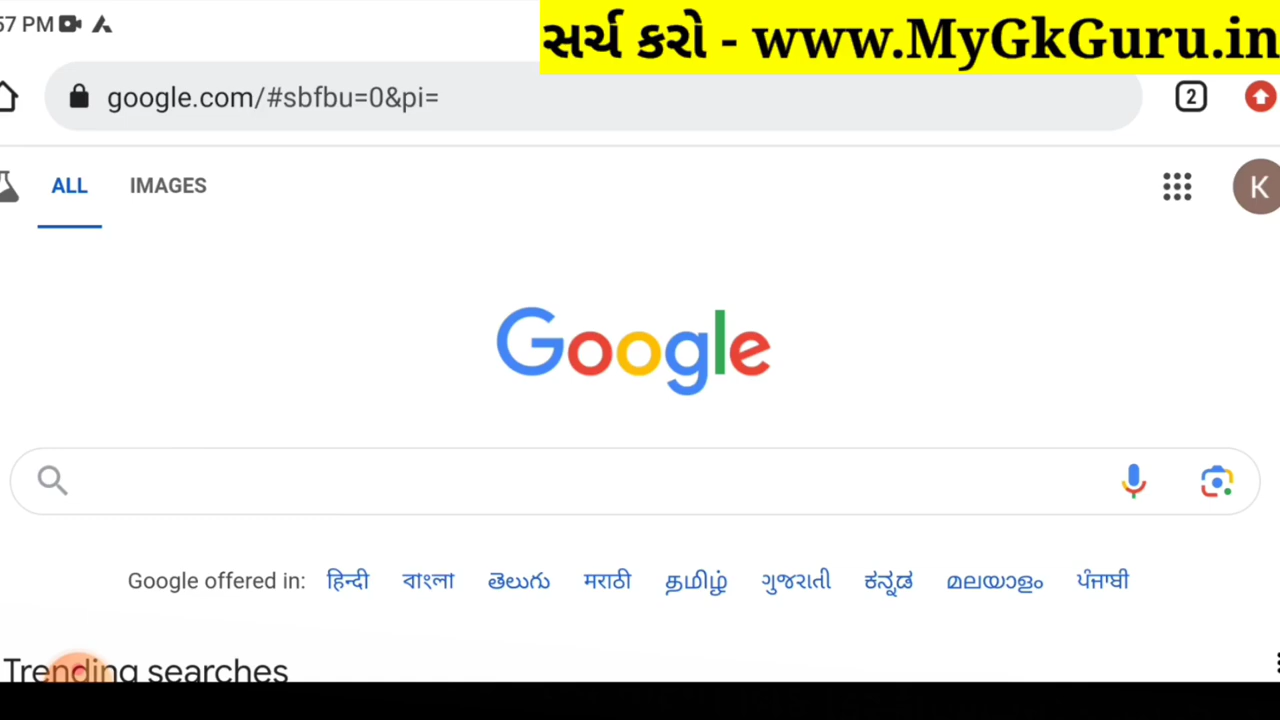 57 PM
સર્ચ કરો - www.MyGkGuru.in
google.com/#sbfbu=0&pi=
2
ALL IMAGES
K
Google
Google offered in: हिन्दी বাংলা తెలుగు मराठी தமிழ் ગુજરાતી ಕನ್ನಡ മലയാളം ਪੰਜਾਬੀ
Trending searches